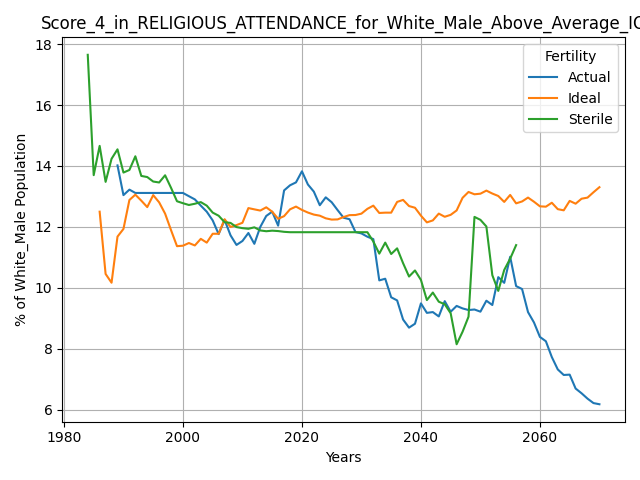 Score_4_in_RELIGIOUS_ATTENDANCE_for_White_Male_Above_Average_IQ
Fertility
Actual
Ideal
Sterile
% of White_Male Population
18
16
14
12
10
8
6
1980
2000
2020
2040
2060
Years